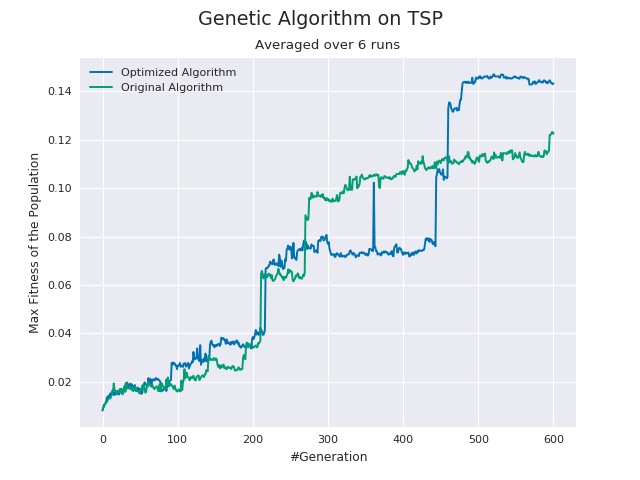 Genetic Algorithm on TSP
Averaged over 6 runs
Optimized Algorithm
Original Algorithm
Max Fitness of the Population
0.14
0.12
0.10
0.08
0.06
0.04
0.02
0 100 200 300 400 500 600
#Generation